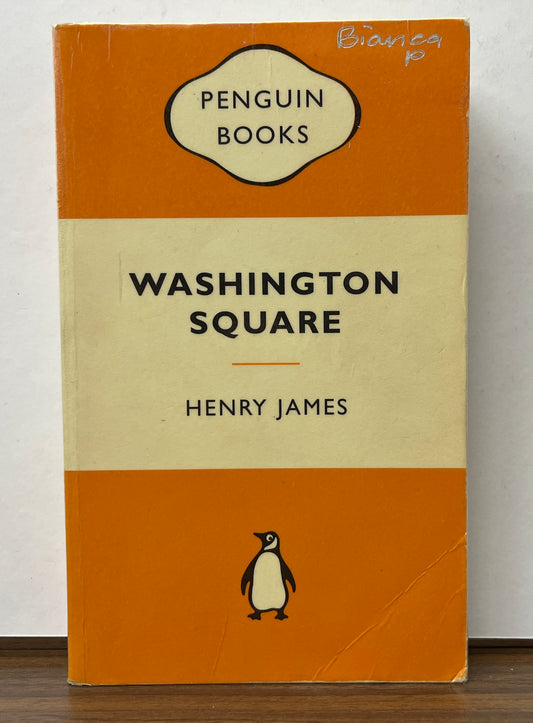 Bianca
P
PENGUIN
BOOKS
WASHINGTON
SQUARE
HENRY JAMES